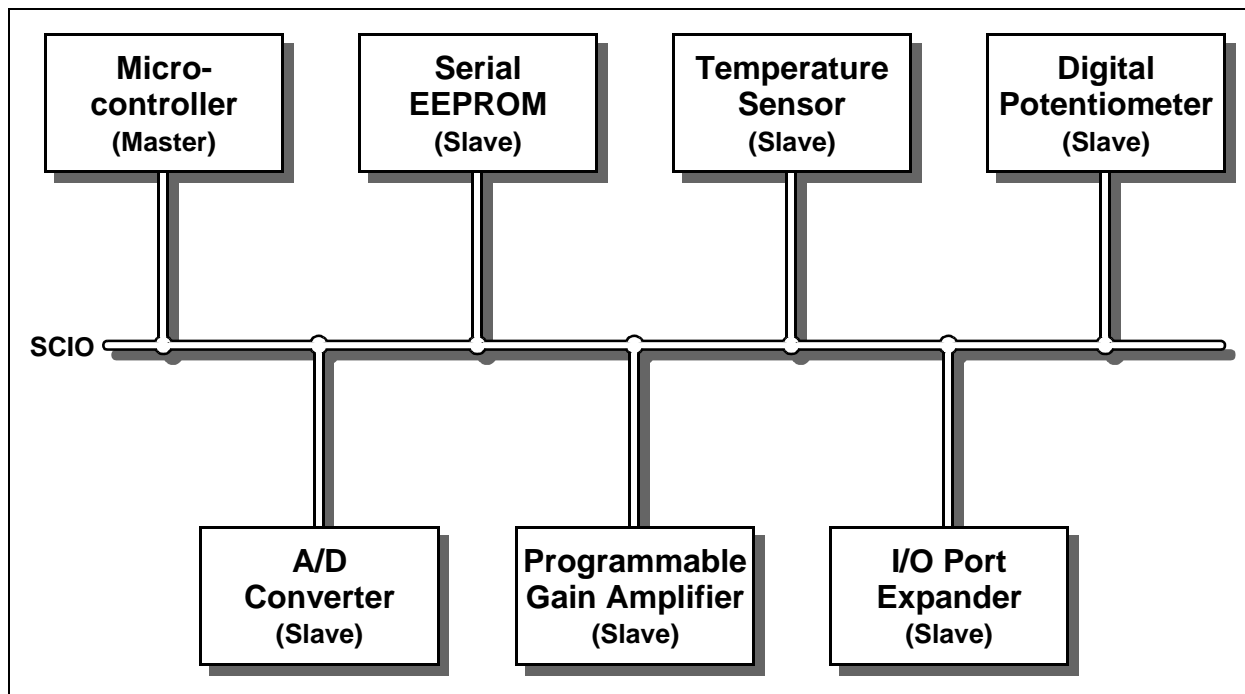 Micro-
controller
(Master)
Serial
EEPROM
(Slave)
Temperature
Sensor
(Slave)
Digital
Potentiometer
(Slave)
SCIO
A/D
Converter
(Slave)
Programmable
Gain Amplifier
(Slave)
I/O Port
Expander
(Slave)